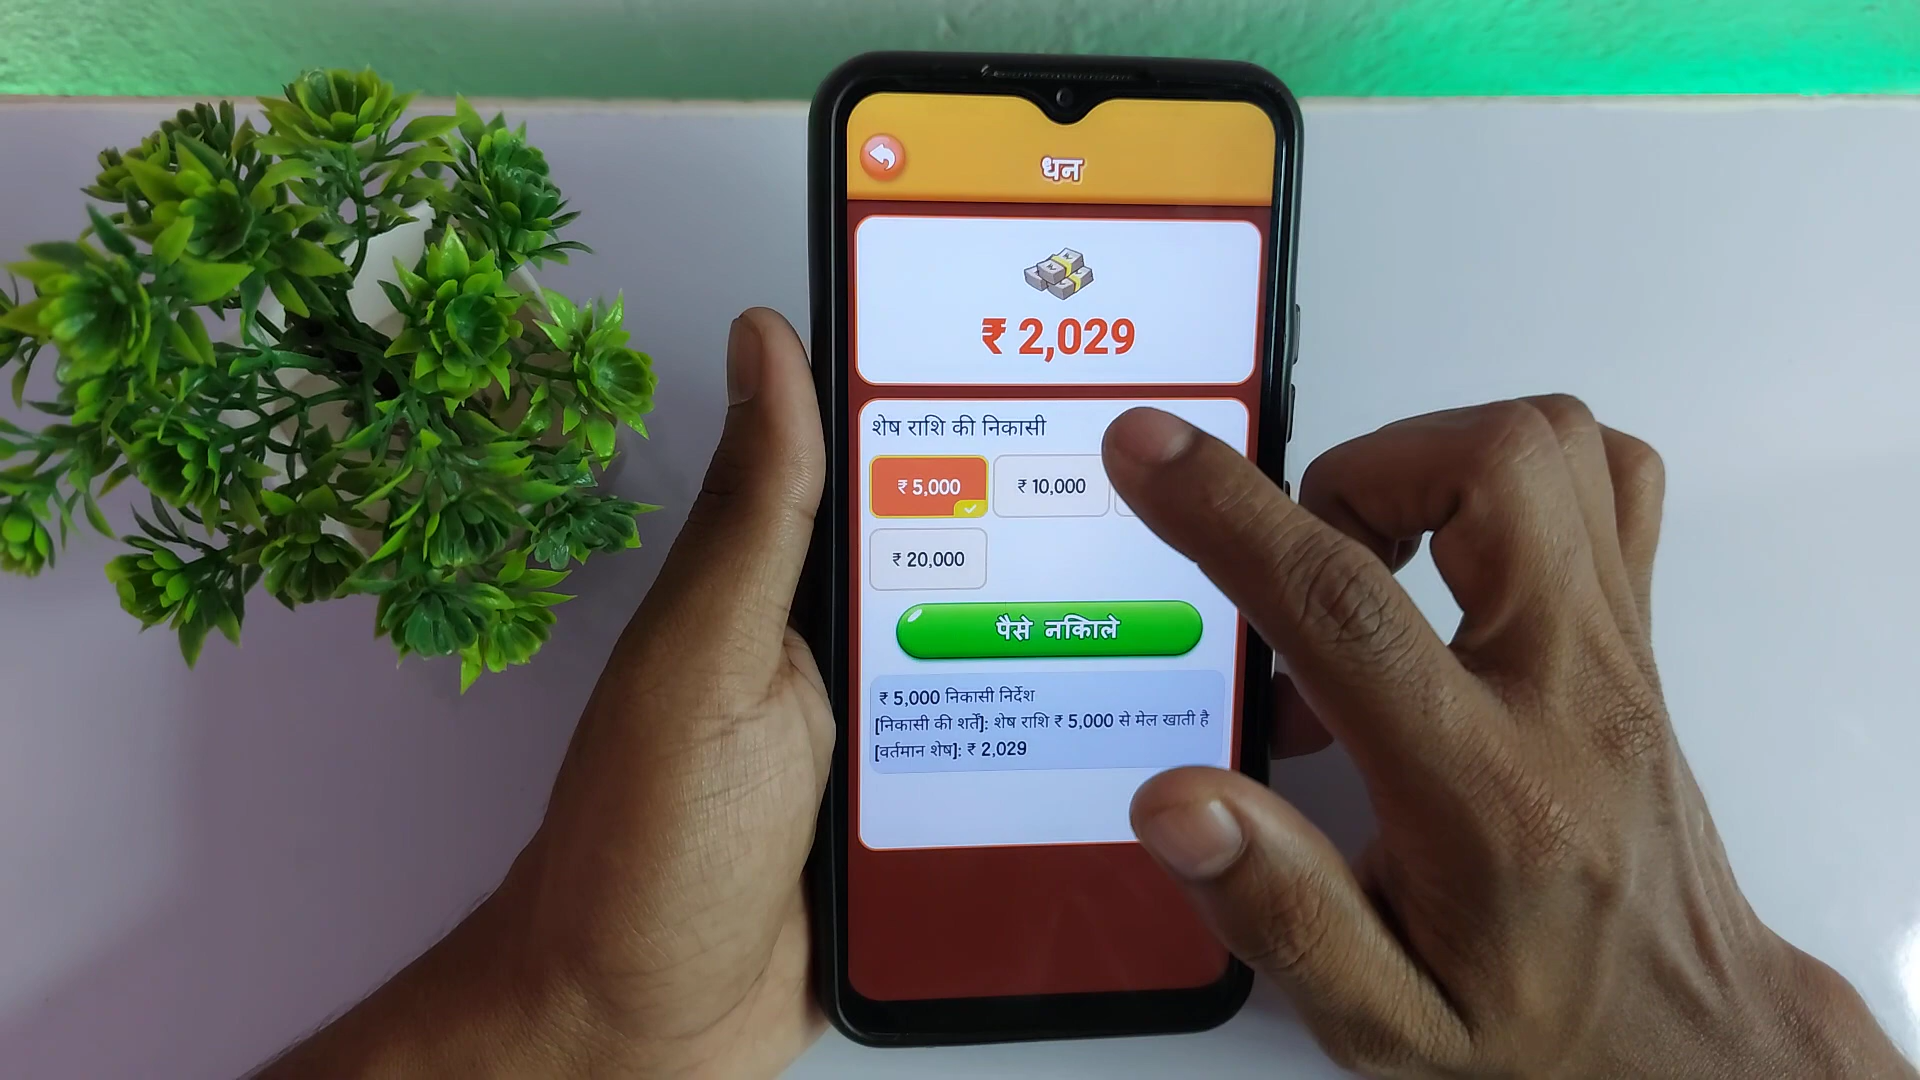 धन
₹ 2,029
शेष राशि की निकासी
₹ 5,000
₹ 10,000
₹ 20,000
पैसे नकिाले
₹ 5,000 निकासी निर्देश
[निकासी की शर्तें]: शेष राशि ₹ 5,000 से मेल खाती है
[वर्तमान शेष]: ₹ 2,029